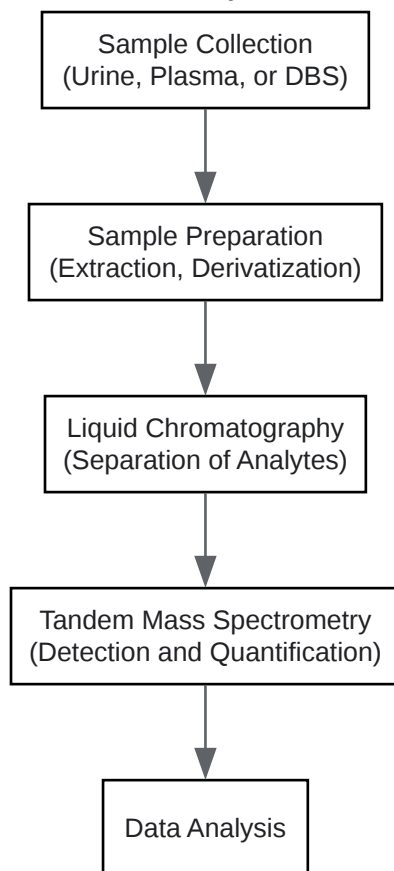 Sample Collection
(Urine, Plasma, or DBS)
Sample Preparation
(Extraction, Derivatization)
Liquid Chromatography
(Separation of Analytes)
Tandem Mass Spectrometry
(Detection and Quantification)
Data Analysis